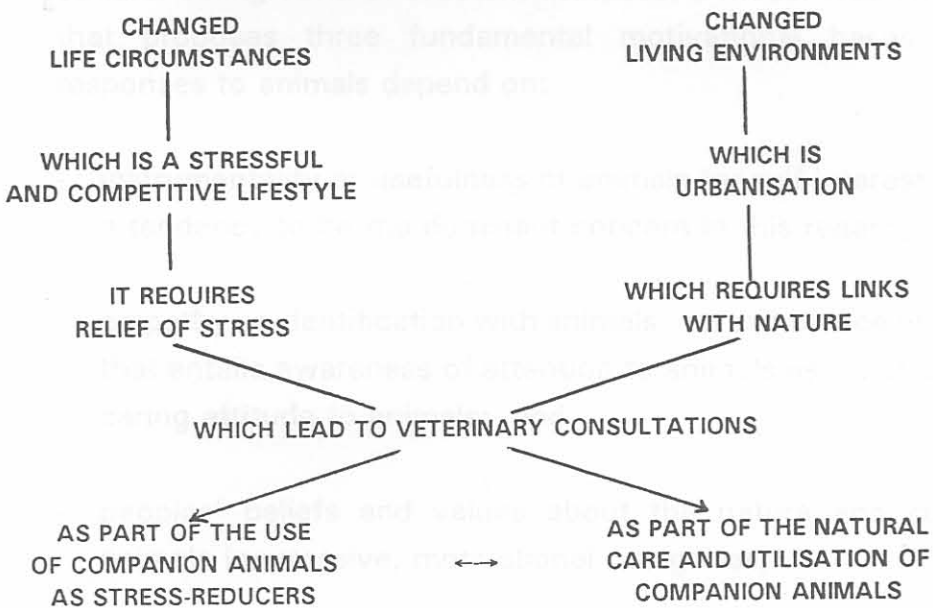 CHANGED
LIFE CIRCUMSTANCES
CHANGED
LIVING ENVIRONMENTS
WHICH IS A STRESSFUL
AND COMPETITIVE LIFESTYLE
WHICH IS
URBANISATION
IT REQUIRES
RELIEF OF STRESS
WHICH REQUIRES LINKS
WITH NATURE
WHICH LEAD TO VETERINARY CONSULTATIONS
AS PART OF THE USE
OF COMPANION ANIMALS
AS STRESS-REDUCERS
AS PART OF THE NATURAL
CARE AND UTILISATION OF
COMPANION ANIMALS